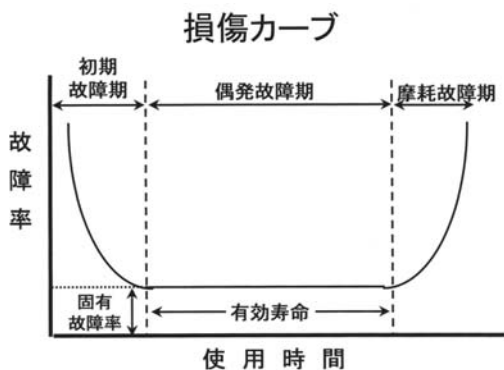 損傷カーブ
初期
故障期
偶発故障期
摩耗故障期
故障率
固有
故障率
有効寿命
使用時間